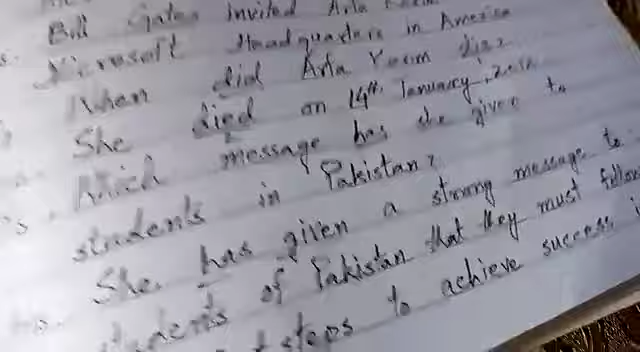 Bill Gates invited Arfa
Microsoft Headquarters in America
When did Arfa Karim die?
She died on 14th January, 2012
Which message has she given to
students in Pakistan?
She has given a strong message to
students of Pakistan that they must follow
steps to achieve success